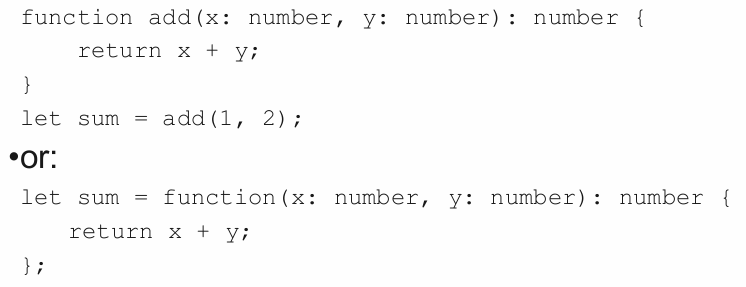 function add(x: number, y: number): number {
return x + y;
}
let sum = add(1, 2);
•or:
let sum = function(x: number, y: number): number {
return x + y;
};